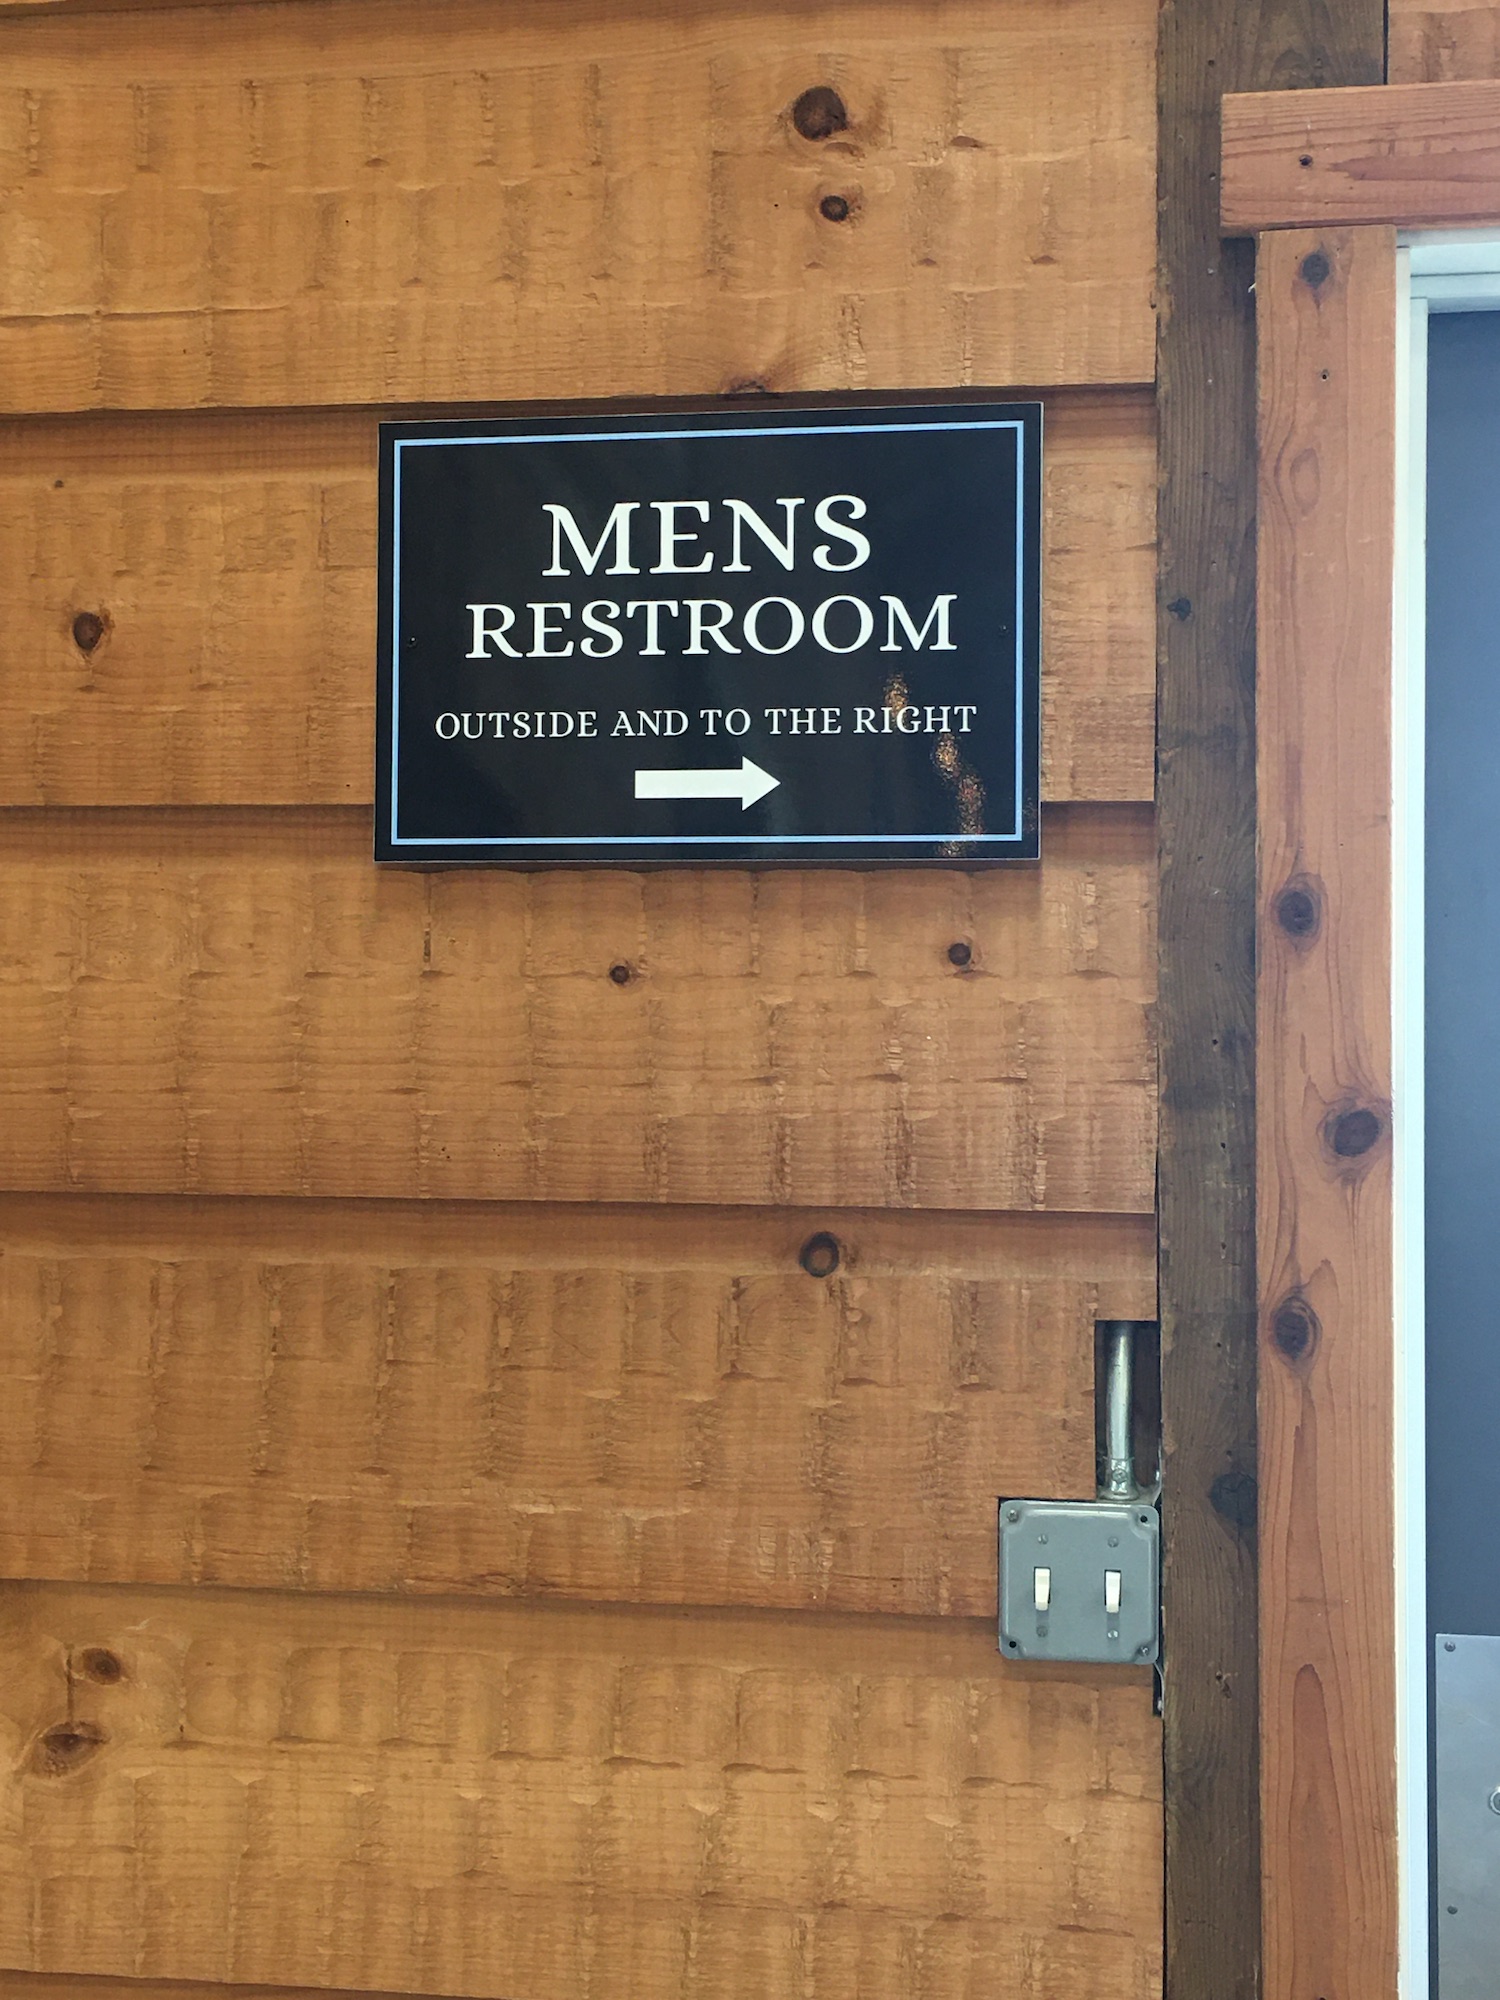 MENS
RESTROOM
OUTSIDE AND TO THE RIGHT